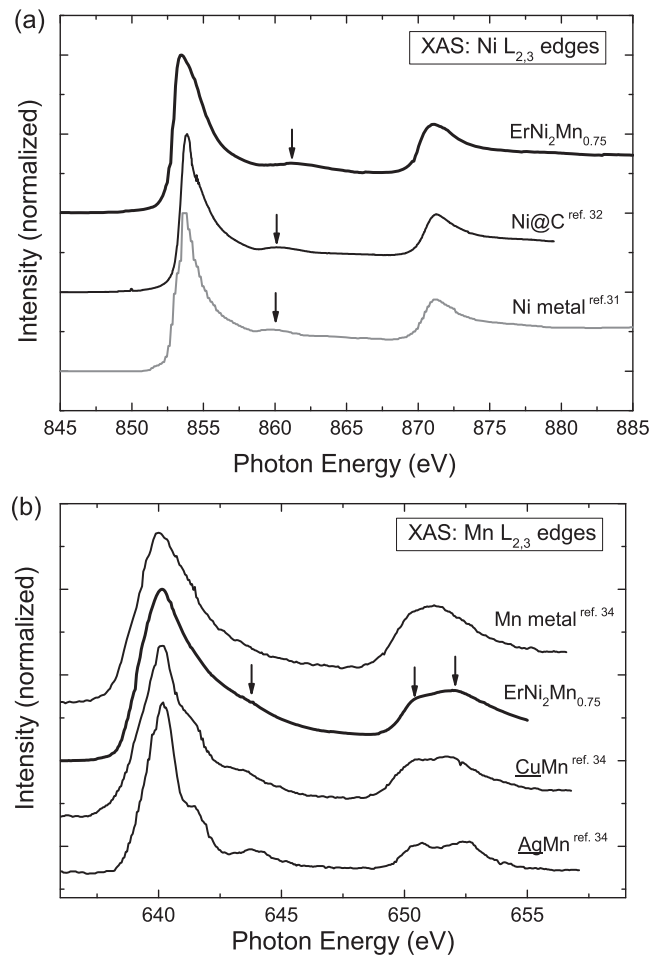 (a)
XAS: Ni L2,3 edges
ErNi2Mn0.75
Ni@C ref. 32
Ni metal ref.31
Intensity (normalized)
845 850 855 860 865 870 875 880 885
Photon Energy (eV)
(b)
XAS: Mn L2,3 edges
Mn metal ref. 34
ErNi2Mn0.75
CuMn ref. 34
AgMn ref. 34
Intensity (normalized)
640 645 650 655
Photon Energy (eV)